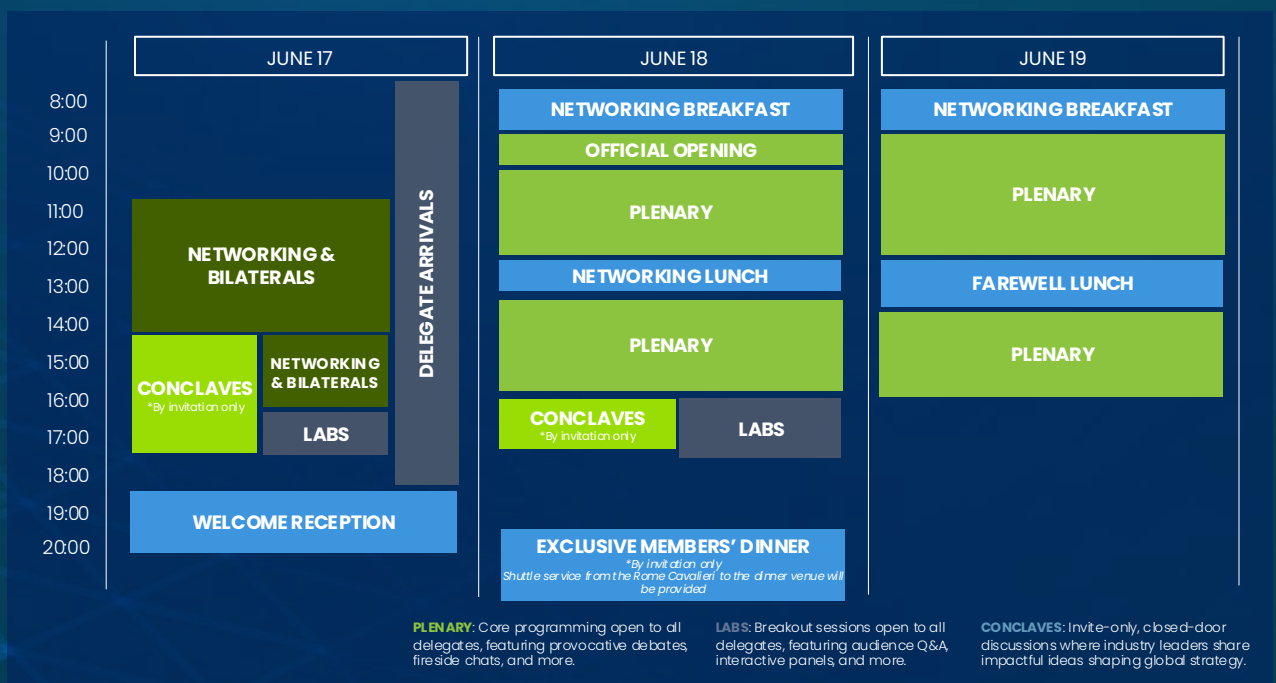 JUNE 17
JUNE 18
JUNE 19
8:00
9:00
10:00
11:00
12:00
13:00
14:00
15:00
16:00
17:00
18:00
19:00
20:00
NETWORKING &
BILATERALS
CONCLAVES
*By invitation only
NETWORKING
& BILATERALS
LABS
DELEGATE ARRIVALS
WELCOME RECEPTION
NETWORKING BREAKFAST
OFFICIAL OPENING
PLENARY
NETWORKING LUNCH
PLENARY
CONCLAVES
*By invitation only
LABS
EXCLUSIVE MEMBERS’ DINNER
*By invitation only
Shuttle service from the Rome Cavalieri to the dinner venue will
be provided
NETWORKING BREAKFAST
PLENARY
FAREWELL LUNCH
PLENARY
PLENARY: Core programming open to all
delegates, featuring provocative debates,
fireside chats, and more.
LABS: Breakout sessions open to all
delegates, featuring audience Q&A,
interactive panels, and more.
CONCLAVES: Invite-only, closed-door
discussions where industry leaders share
impactful ideas shaping global strategy.